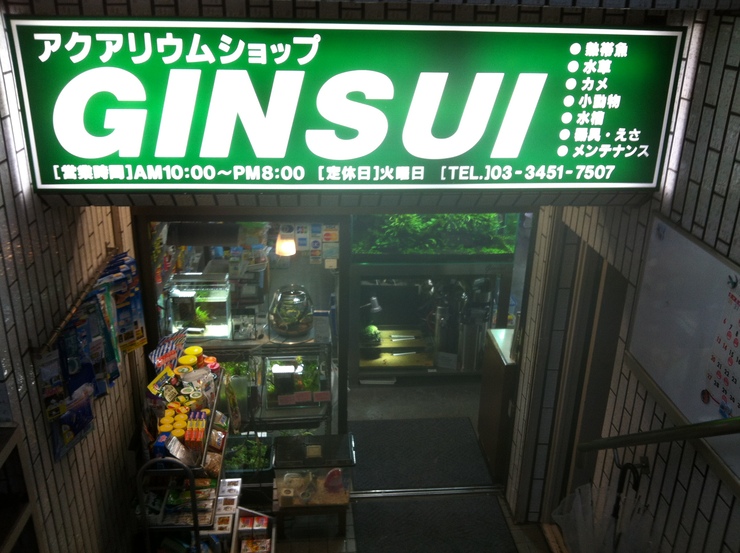 アクアリウムショップ
GINSUI
[営業時間]AM10:00～PM8:00 [定休日]火曜日 [TEL.]03-3451-7507
● 熱帯魚
● 水草
● カメ
● 小動物
● 水槽
● 器具・えさ
● メンテナンス